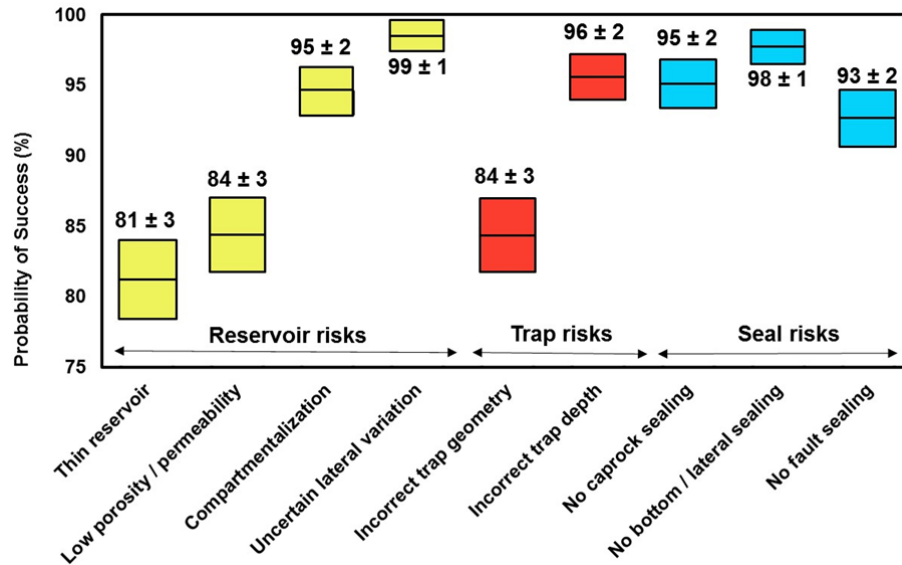 Probability of Success (%)
100
95
90
85
80
75
81 ± 3
84 ± 3
95 ± 2
99 ± 1
84 ± 3
96 ± 2
95 ± 2
98 ± 1
93 ± 2
Reservoir risks
Trap risks
Seal risks
Thin reservoir
Low porosity / permeability
Compartmentalization
Uncertain lateral variation
Incorrect trap geometry
Incorrect trap depth
No caprock sealing
No bottom / lateral sealing
No fault sealing